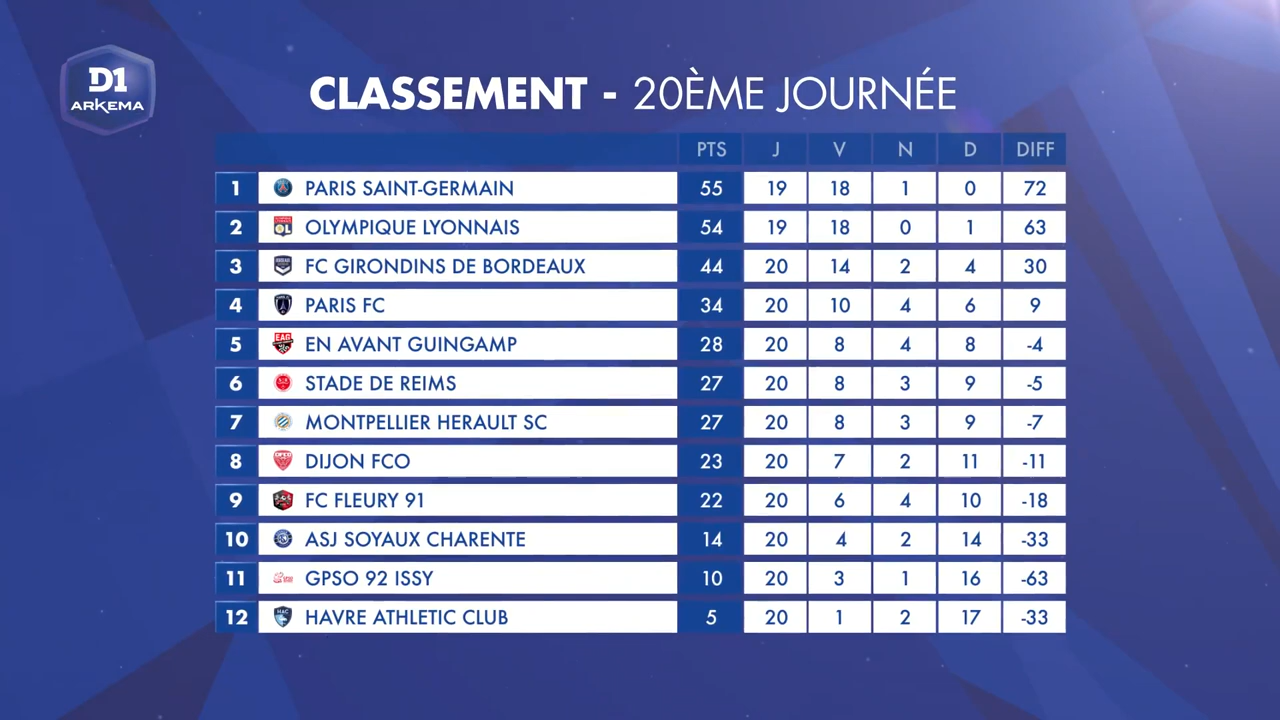 D1
ARKEMA
CLASSEMENT - 20ÈME JOURNÉE
PTS J V N D DIFF
1 PARIS SAINT-GERMAIN 55 19 18 1 0 72
2 OLYMPIQUE LYONNAIS 54 19 18 0 1 63
3 FC GIRONDINS DE BORDEAUX 44 20 14 2 4 30
4 PARIS FC 34 20 10 4 6 9
5 EN AVANT GUINGAMP 28 20 8 4 8 -4
6 STADE DE REIMS 27 20 8 3 9 -5
7 MONTPELLIER HERAULT SC 27 20 8 3 9 -7
8 DIJON FCO 23 20 7 2 11 -11
9 FC FLEURY 91 22 20 6 4 10 -18
10 ASJ SOYAUX CHARENTE 14 20 4 2 14 -33
11 GPSO 92 ISSY 10 20 3 1 16 -63
12 HAVRE ATHLETIC CLUB 5 20 1 2 17 -33